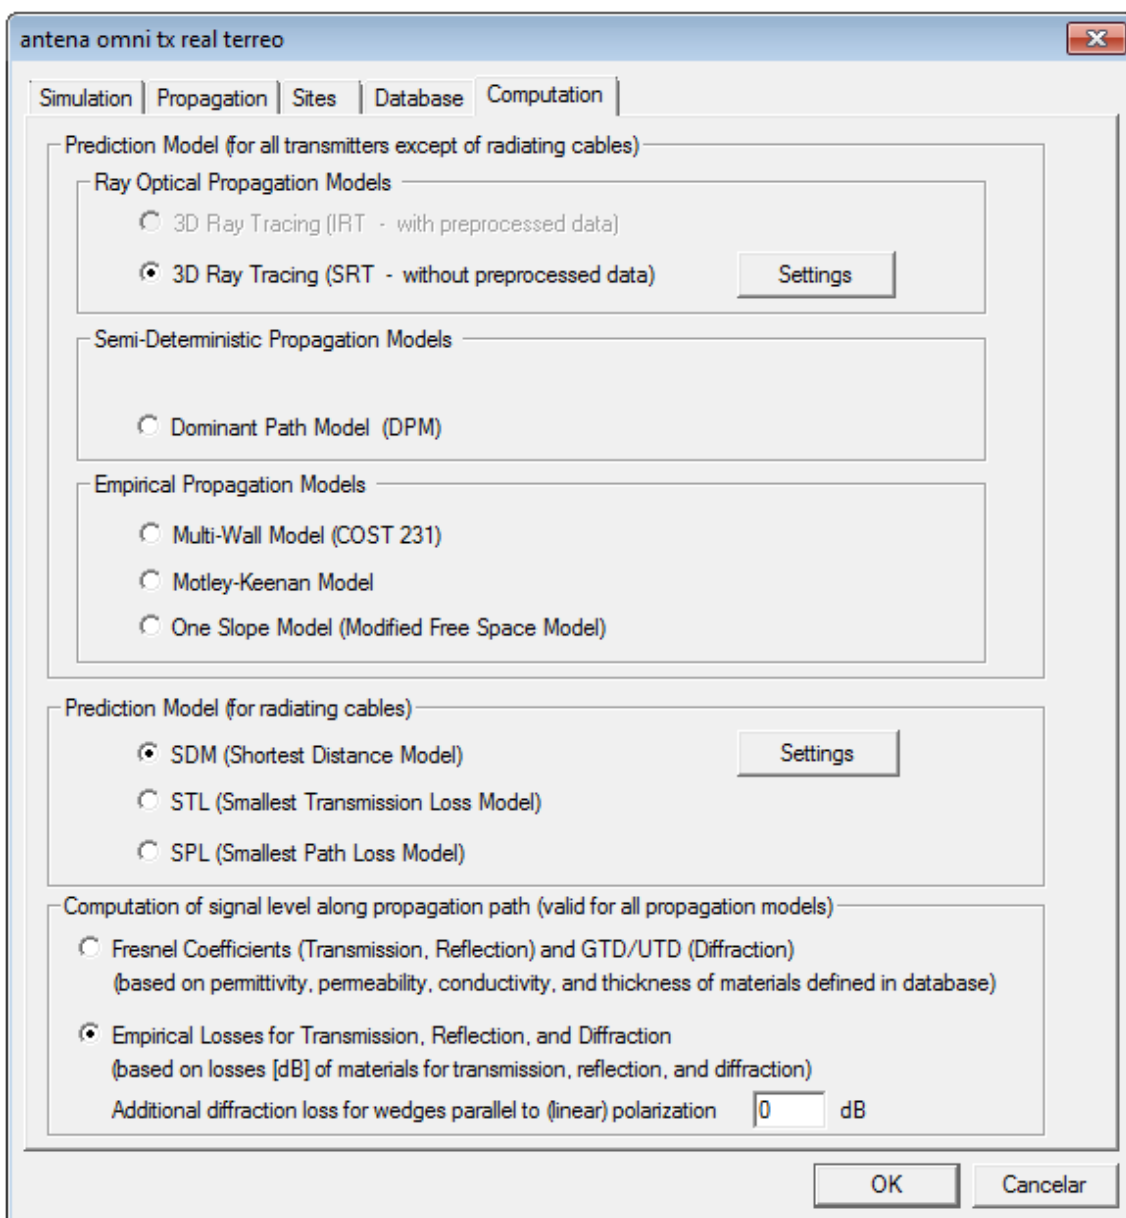 antena omni tx real terreo
Simulation Propagation Sites Database Computation
Prediction Model (for all transmitters except of radiating cables)
Ray Optical Propagation Models
3D Ray Tracing (IRT - with preprocessed data)
3D Ray Tracing (SRT - without preprocessed data) Settings
Semi-Deterministic Propagation Models
Dominant Path Model (DPM)
Empirical Propagation Models
Multi-Wall Model (COST 231)
Motley-Keenan Model
One Slope Model (Modified Free Space Model)
Prediction Model (for radiating cables)
SDM (Shortest Distance Model) Settings
STL (Smallest Transmission Loss Model)
SPL (Smallest Path Loss Model)
Computation of signal level along propagation path (valid for all propagation models)
Fresnel Coefficients (Transmission, Reflection) and GTD/UTD (Diffraction)
(based on permittivity, permeability, conductivity, and thickness of materials defined in database)
Empirical Losses for Transmission, Reflection, and Diffraction
(based on losses [dB] of materials for transmission, reflection, and diffraction)
Additional diffraction loss for wedges parallel to (linear) polarization 0 dB
OK Cancelar